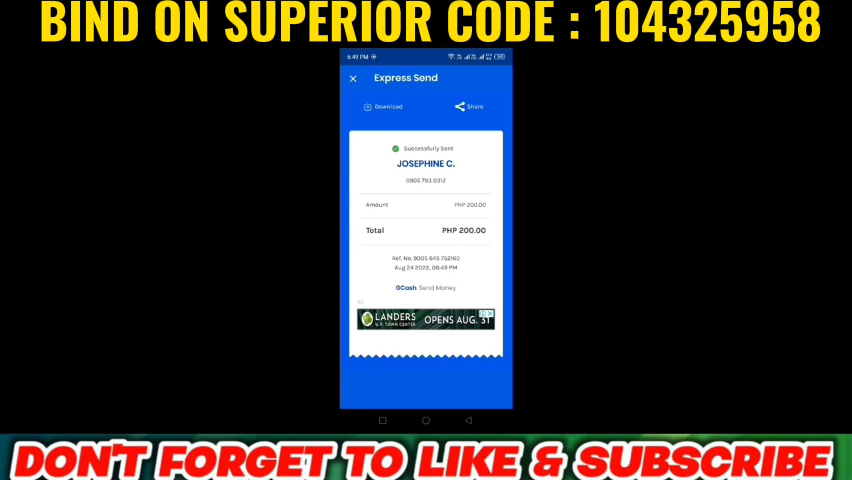 BIND ON SUPERIOR CODE : 104325958
6:49 PM
Express Send
Download Share
Successfully Sent
JOSEPHINE C.
0905 793 0312
Amount PHP 200.00
Total PHP 200.00
Ref. No. 9005 645 752160
Aug 24 2022, 06:49 PM
GCash Send Money
AD
LANDERS
U.P. TOWN CENTER
OPENS AUG. 31
DON'T FORGET TO LIKE & SUBSCRIBE